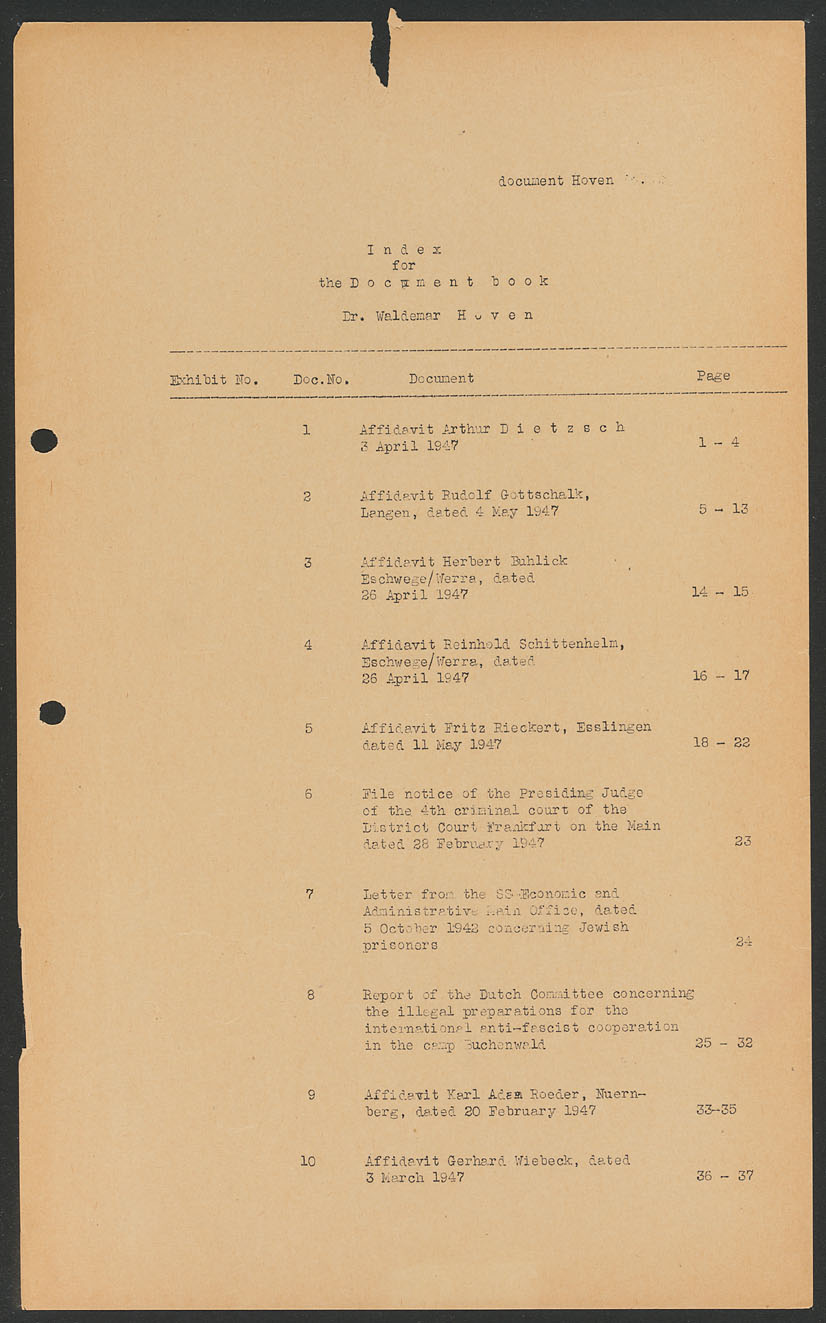 document Hoven
I n d e x
for
the D o c u m e n t b o o k
Dr. Waldemar H o v e n
Exhibit No. Doc.No. Document Page
1 Affidavit Arthur D i e t z s c h
3 April 1947 1 - 4
2 Affidavit Rudolf Gottschalk,
Langen, dated 4 May 1947 5 - 13
3 Affidavit Herbert Buhlick
Eschwege/Werra, dated
26 April 1947 14 - 15
4 Affidavit Reinhold Schittenhelm,
Eschwege/Werra, dated
26 April 1947 16 - 17
5 Affidavit Fritz Rieckert, Esslingen
dated 11 May 1947 18 - 22
6 File notice of the Presiding Judge
of the 4th criminal court of the
District Court Frankfurt on the Main
dated 28 February 1947 23
7 Letter from the SS-Economic and
Administrative Main Office, dated
5 October 1942 concerning Jewish
prisoners 24
8 Report of the Dutch Committee concerning
the illegal preparations for the
international anti-fascist cooperation
in the camp Buchenwald 25 - 32
9 Affidavit Karl Adam Roeder, Nuern-
berg, dated 20 February 1947 33-35
10 Affidavit Gerhard Wiebeck, dated
3 March 1947 36 - 37